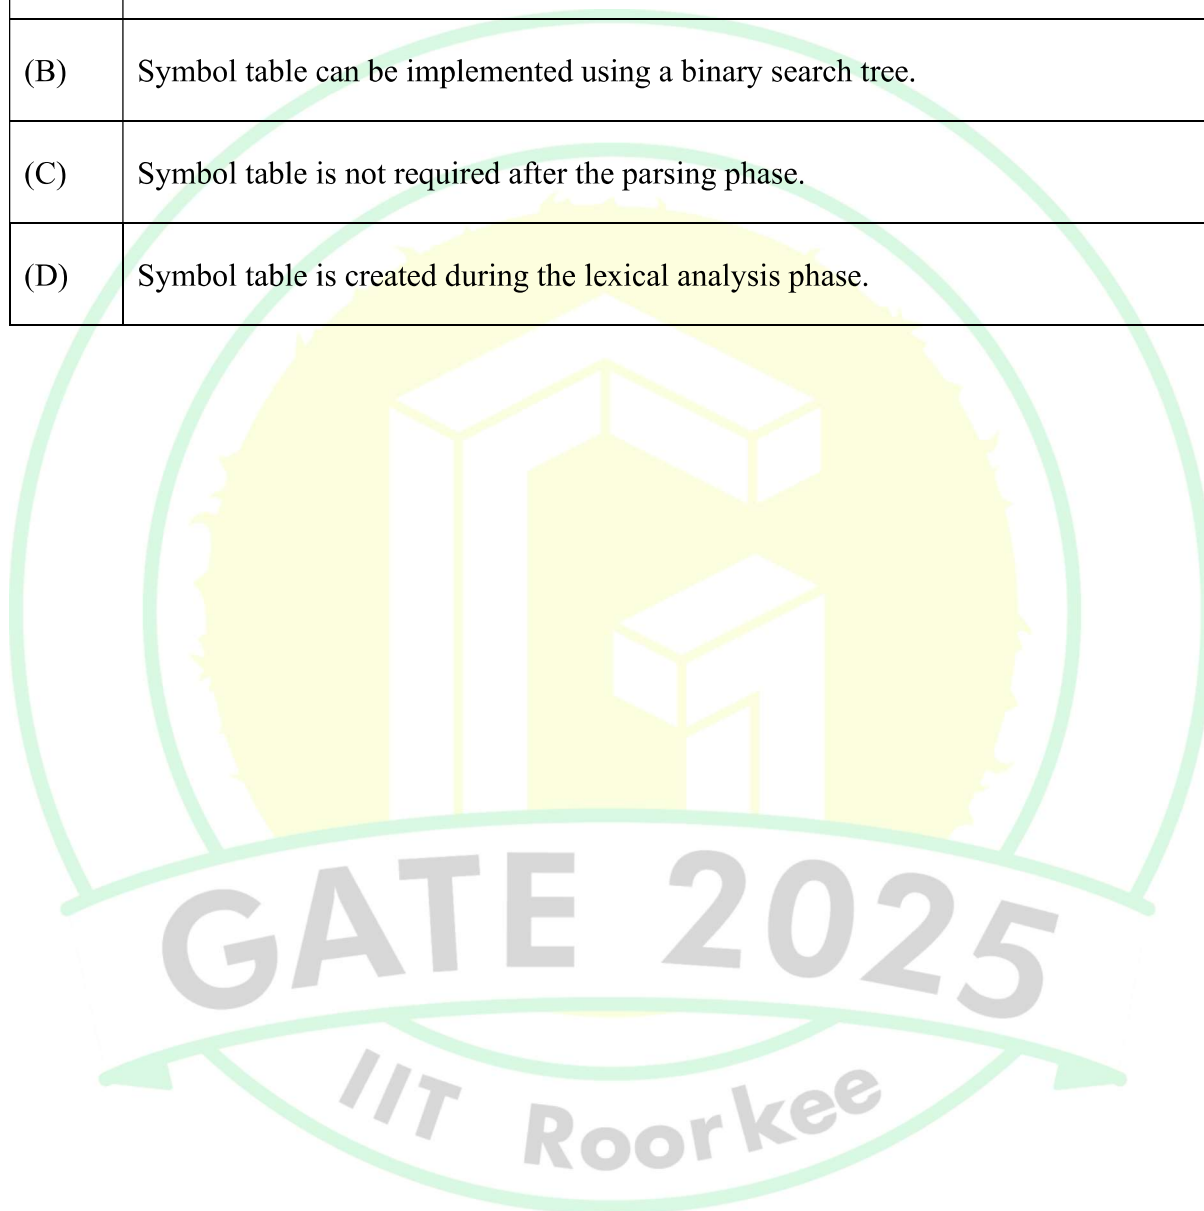 (B) Symbol table can be implemented using a binary search tree.
(C) Symbol table is not required after the parsing phase.
(D) Symbol table is created during the lexical analysis phase.
GATE 2025
IIT Roorkee